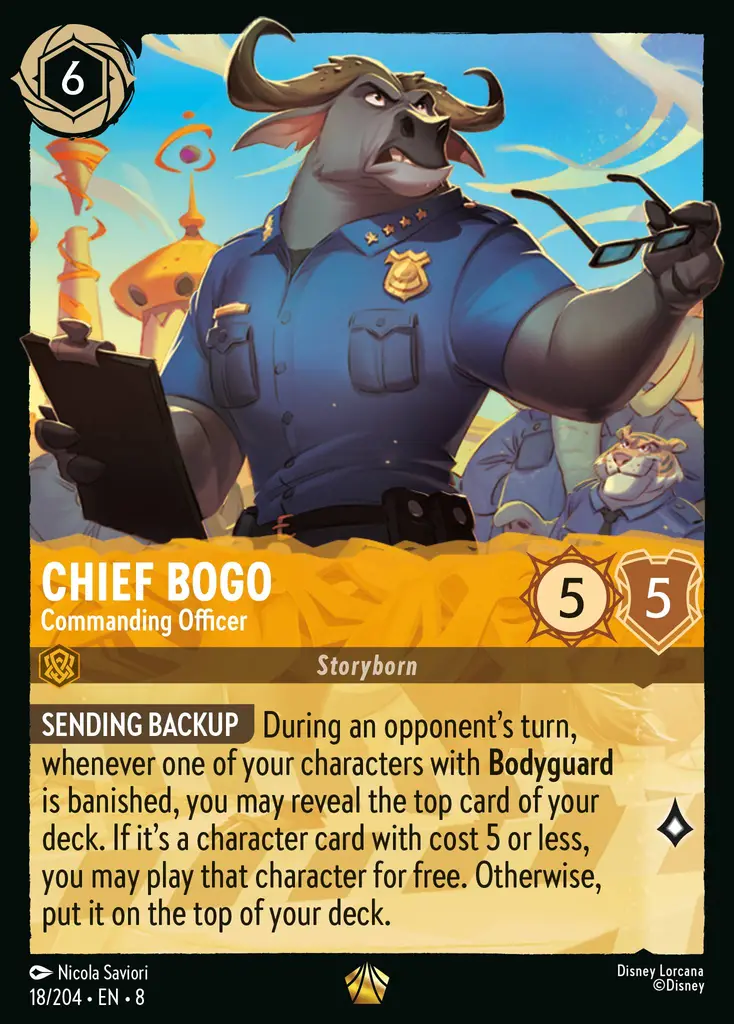 6
CHIEF BOGO
Commanding Officer
5
5
Storyborn
SENDING BACKUP During an opponent's turn,
whenever one of your characters with Bodyguard
is banished, you may reveal the top card of your
deck. If it's a character card with cost 5 or less,
you may play that character for free. Otherwise,
put it on the top of your deck.
Nicola Saviori
18/204 • EN • 8
Disney Lorcana
©Disney